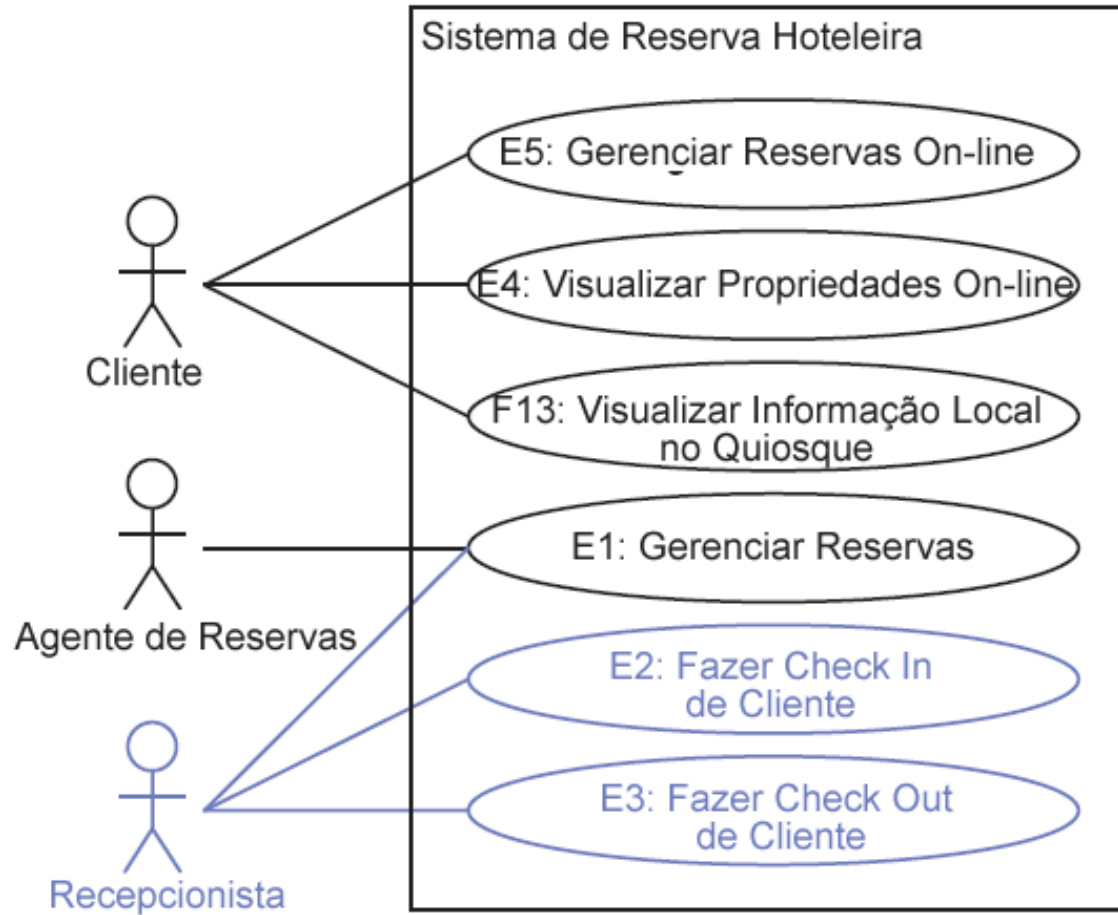 Sistema de Reserva Hoteleira
E5: Gerenciar Reservas On-line
E4: Visualizar Propriedades On-line
F13: Visualizar Informação Local
no Quiosque
Cliente
E1: Gerenciar Reservas
Agente de Reservas
E2: Fazer Check In
de Cliente
E3: Fazer Check Out
de Cliente
Recepcionista